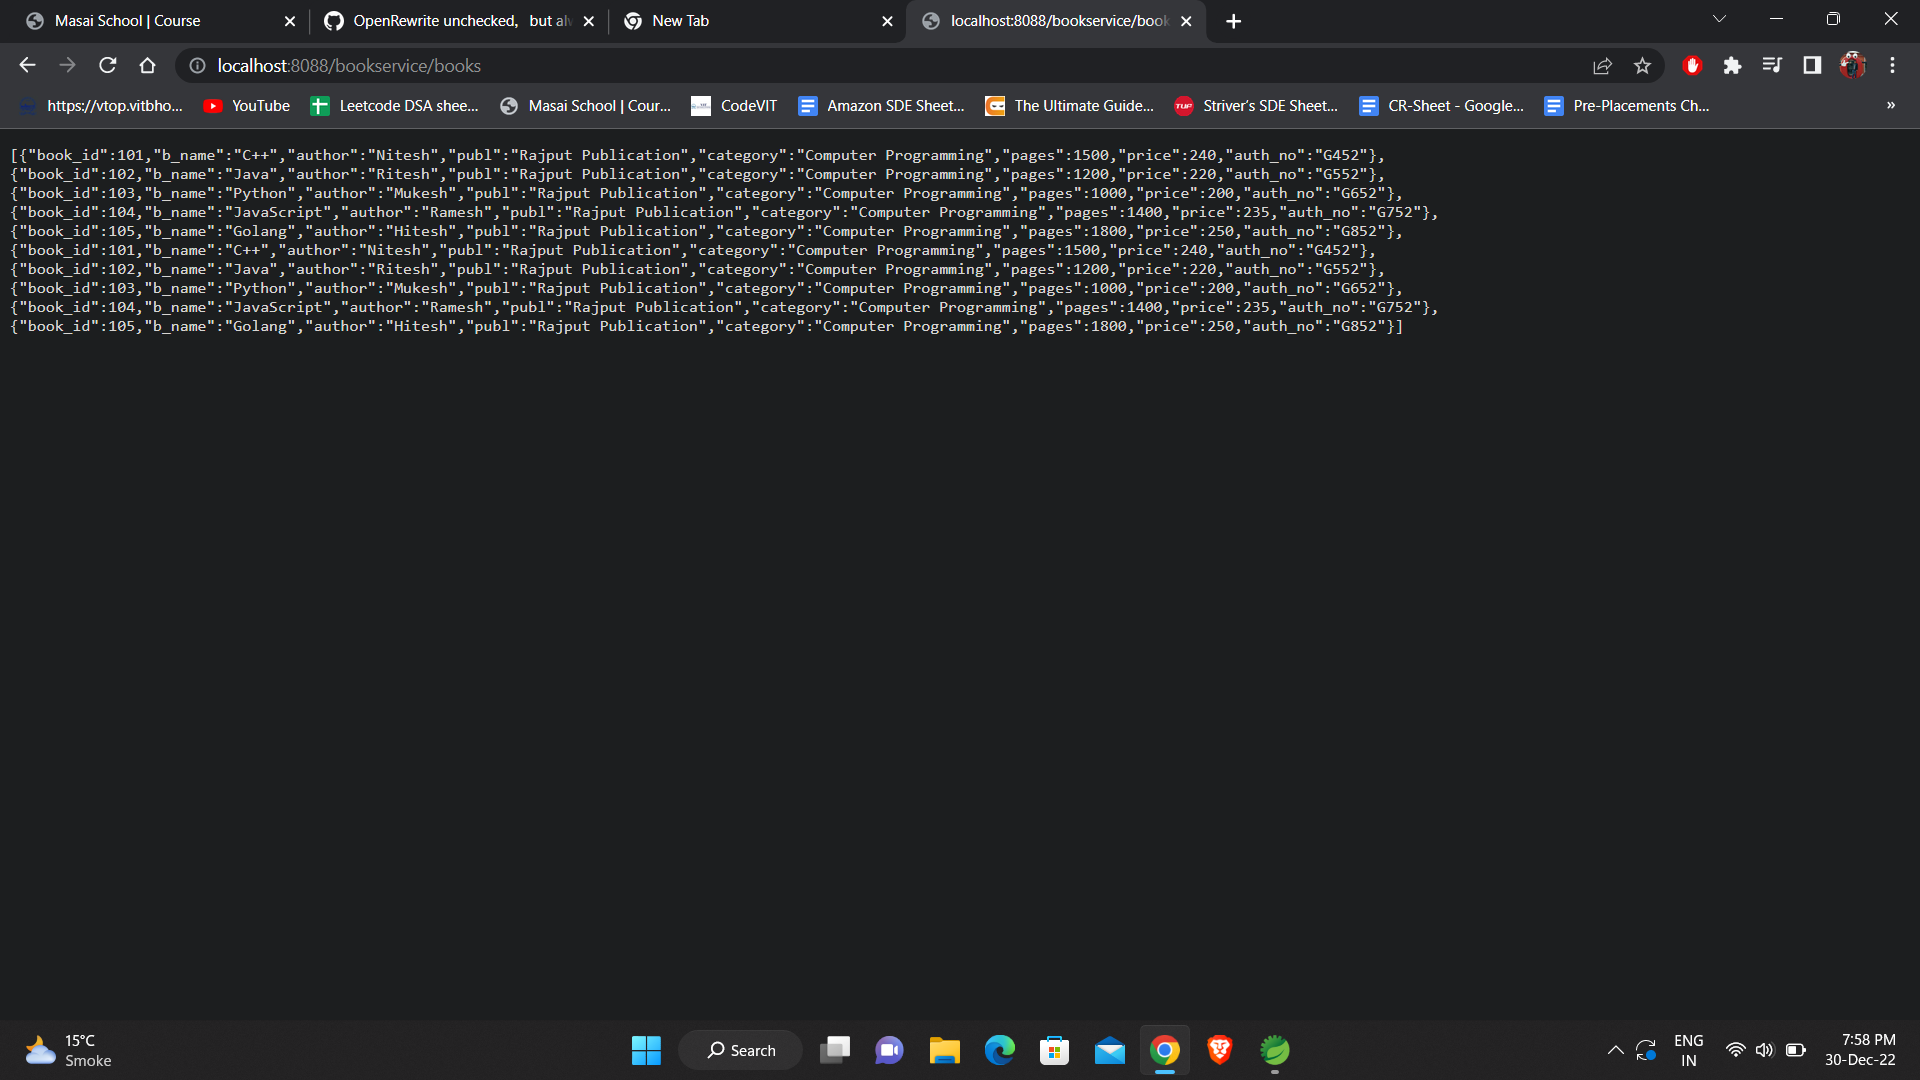 Masai School | Course
OpenRewrite unchecked, but alw
New Tab
localhost:8088/bookservice/book
localhost:8088/bookservice/books
https://vtop.vitbho...
YouTube
Leetcode DSA shee...
Masai School | Cour...
CodeVIT
Amazon SDE Sheet...
The Ultimate Guide...
TUF
Striver's SDE Sheet...
CR-Sheet - Google...
Pre-Placements Ch...
»
[{"book_id":101,"b_name":"C++","author":"Nitesh","publ":"Rajput Publication","category":"Computer Programming","pages":1500,"price":240,"auth_no":"G452"},
{"book_id":102,"b_name":"Java","author":"Ritesh","publ":"Rajput Publication","category":"Computer Programming","pages":1200,"price":220,"auth_no":"G552"},
{"book_id":103,"b_name":"Python","author":"Mukesh","publ":"Rajput Publication","category":"Computer Programming","pages":1000,"price":200,"auth_no":"G652"},
{"book_id":104,"b_name":"JavaScript","author":"Ramesh","publ":"Rajput Publication","category":"Computer Programming","pages":1400,"price":235,"auth_no":"G752"},
{"book_id":105,"b_name":"Golang","author":"Hitesh","publ":"Rajput Publication","category":"Computer Programming","pages":1800,"price":250,"auth_no":"G852"},
{"book_id":101,"b_name":"C++","author":"Nitesh","publ":"Rajput Publication","category":"Computer Programming","pages":1500,"price":240,"auth_no":"G452"},
{"book_id":102,"b_name":"Java","author":"Ritesh","publ":"Rajput Publication","category":"Computer Programming","pages":1200,"price":220,"auth_no":"G552"},
{"book_id":103,"b_name":"Python","author":"Mukesh","publ":"Rajput Publication","category":"Computer Programming","pages":1000,"price":200,"auth_no":"G652"},
{"book_id":104,"b_name":"JavaScript","author":"Ramesh","publ":"Rajput Publication","category":"Computer Programming","pages":1400,"price":235,"auth_no":"G752"},
{"book_id":105,"b_name":"Golang","author":"Hitesh","publ":"Rajput Publication","category":"Computer Programming","pages":1800,"price":250,"auth_no":"G852"}]
15°C
Smoke
Search
ENG
IN
7:58 PM
30-Dec-22